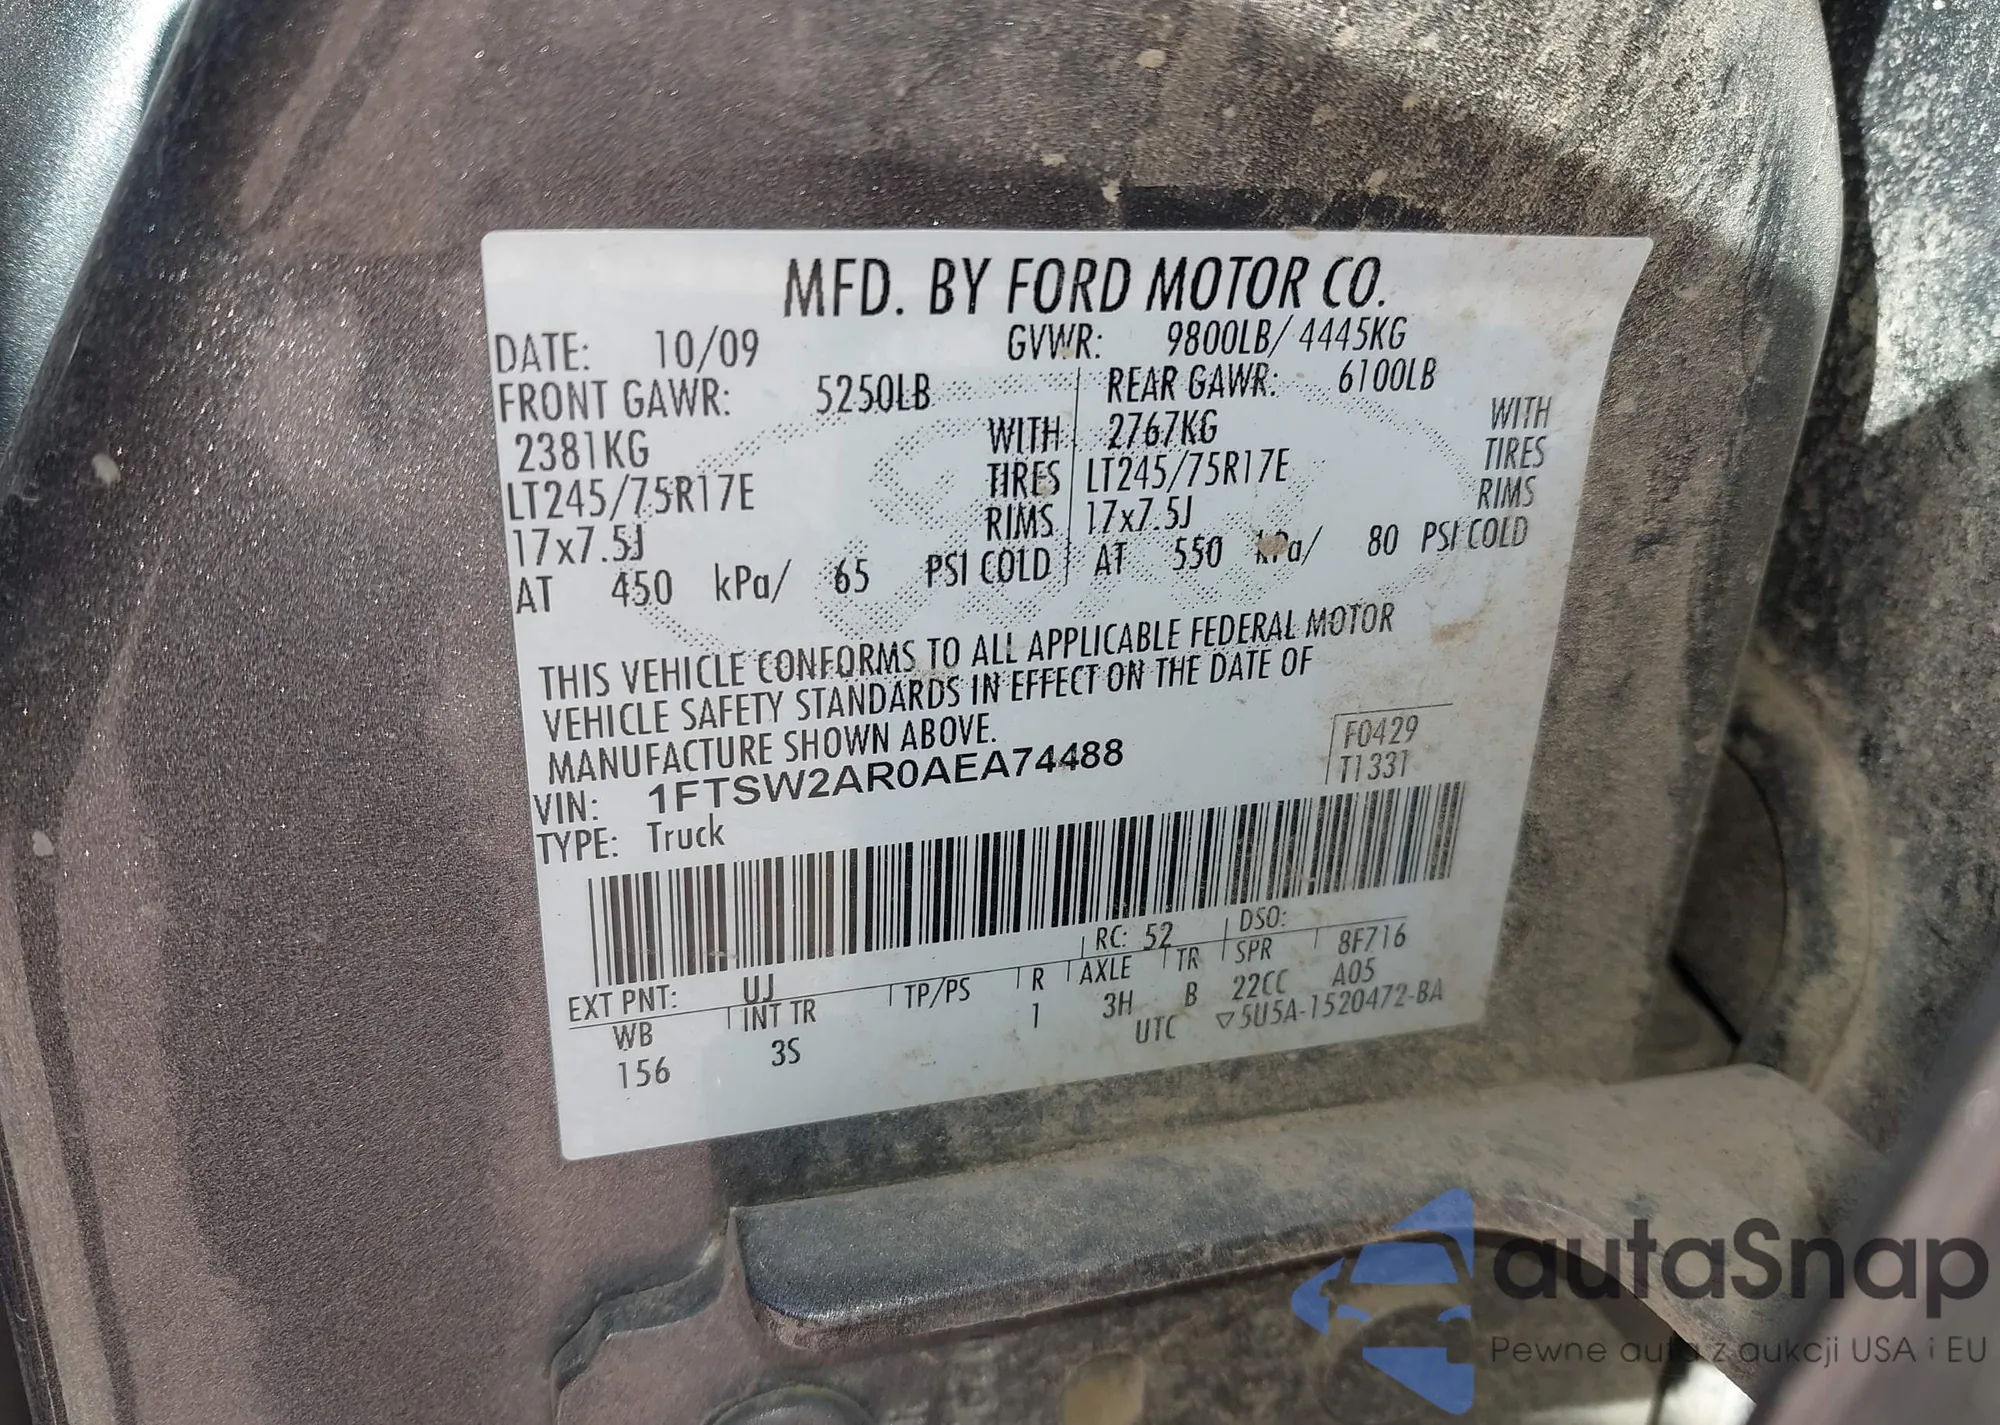 MFD. BY FORD MOTOR CO.
DATE: 10/09 GVWR: 9800LB/ 4445KG
FRONT GAWR: 5250LB REAR GAWR: 6100LB
2381KG WITH 2767KG WITH
LT245/75R17E TIRES LT245/75R17E TIRES
17x7.5J RIMS 17x7.5J RIMS
AT 450 kPa/ 65 PSI COLD AT 550 kPa/ 80 PSI COLD
THIS VEHICLE CONFORMS TO ALL APPLICABLE FEDERAL MOTOR
VEHICLE SAFETY STANDARDS IN EFFECT ON THE DATE OF
MANUFACTURE SHOWN ABOVE.
F0429
VIN: 1FTSW2AR0AEA74488
T133T
TYPE: Truck
EXT PNT: UJ RC: 52 DSO:
WB INT TR TP/PS R AXLE TR SPR 8F716
156 3S 1 3H B 22CC A05
UTC ▽5U5A-1520472-BA
autaSnap
Pewne auta z aukcji USA i EU